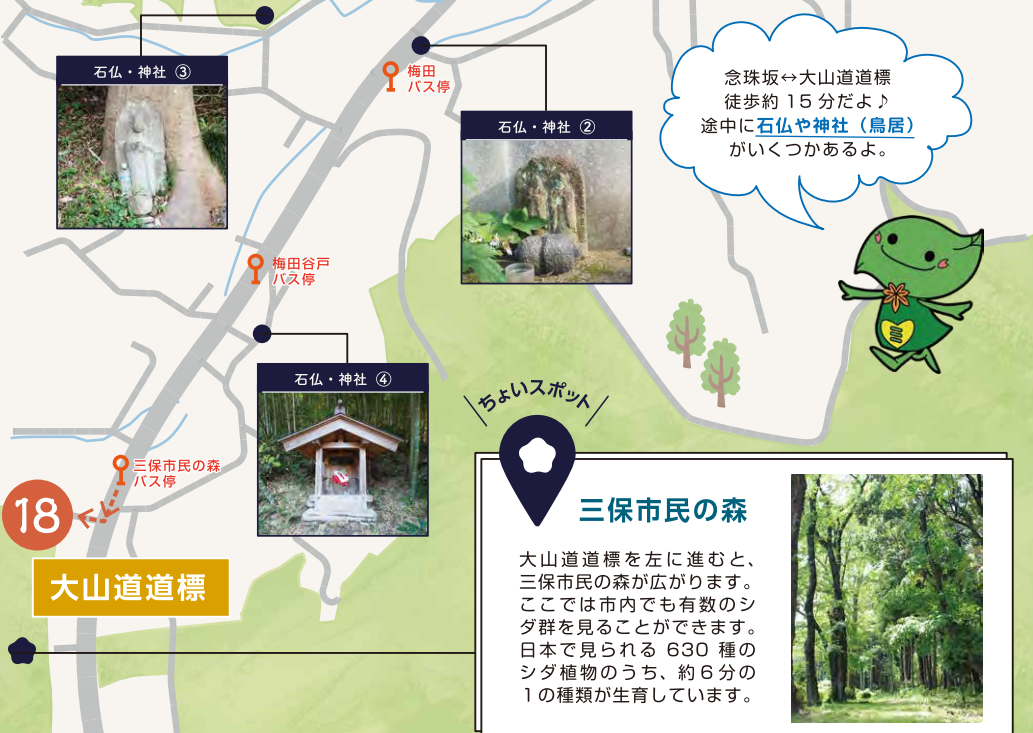 石仏・神社 ③
梅田
バス停
石仏・神社 ②
念珠坂↔大山道道標
徒歩約 15 分だよ♪
途中に石仏や神社（鳥居）
がいくつかあるよ。
梅田谷戸
バス停
石仏・神社 ④
ちょいスポット
三保市民の森
バス停
18
大山道道標
三保市民の森
大山道道標を左に進むと、
三保市民の森が広がります。
ここでは市内でも有数のシ
ダ群を見ることができます。
日本で見られる 630 種の
シダ植物のうち、約６分の
１の種類が生育しています。